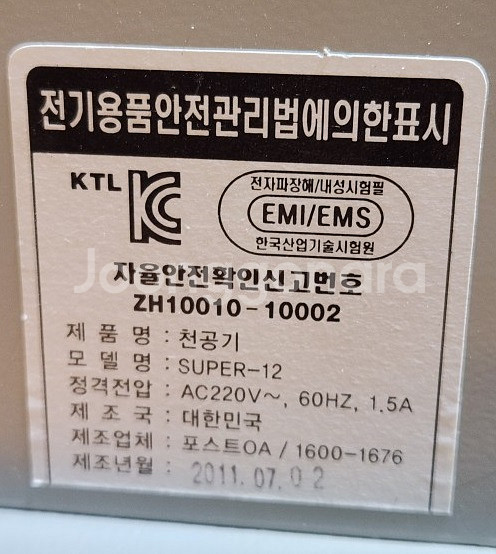 전기용품안전관리법에의한표시
KTL
전자파장해/내성시험필
EMI/EMS
한국산업기술시험원
자율안전확인신고번호
ZH10010-10002
제 품 명 : 천공기
모 델 명 : SUPER-12
정격전압 : AC220V~, 60HZ, 1.5A
제 조 국 : 대한민국
제조업체 : 포스트OA / 1600-1676
제조년월 : 2011.07.02
Joonggonara